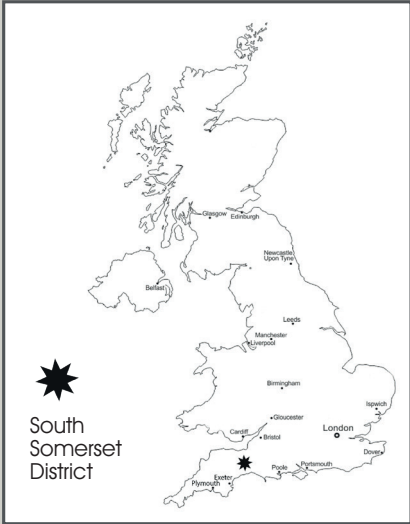 Glasgow
Edinburgh
Newcastle
Upon Tyne
Belfast
Leeds
Manchester
Liverpool
Birmingham
Ispwich
Gloucester
Cardiff
Bristol
London
Dover
Portsmouth
Poole
Exeter
Plymouth
South
Somerset
District